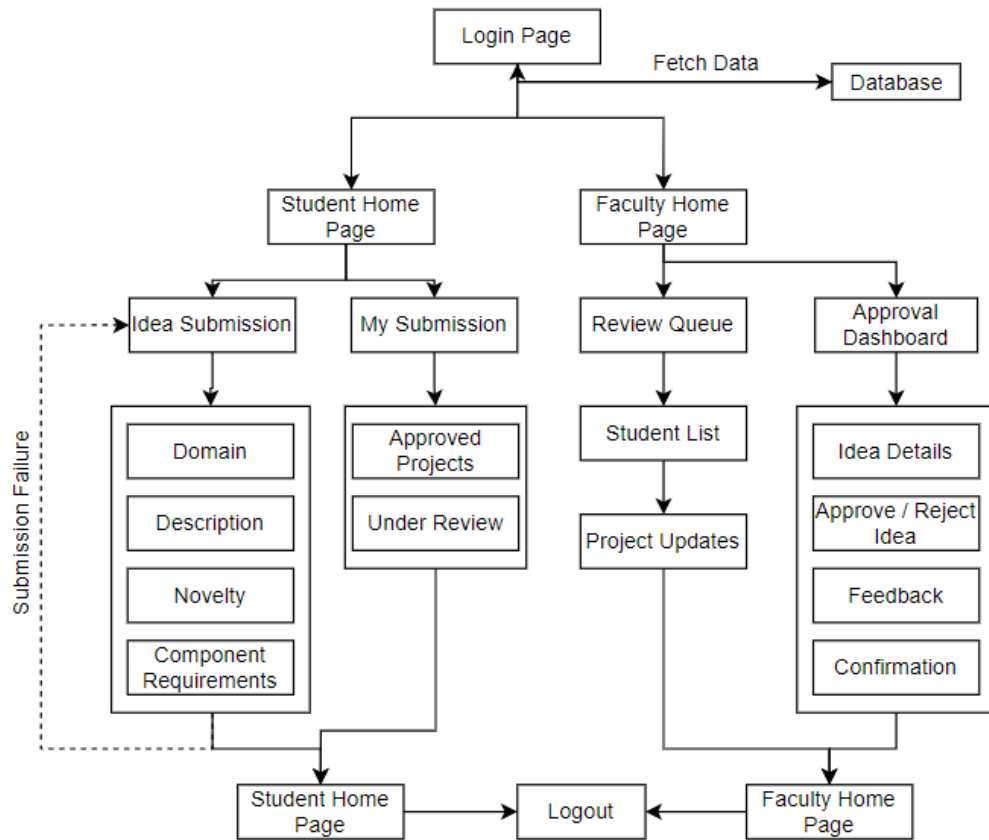 Login Page
Fetch Data
Database
Student Home
Page
Faculty Home
Page
Idea Submission
My Submission
Review Queue
Approval
Dashboard
Submission Failure
Domain
Description
Novelty
Component
Requirements
Approved
Projects
Under Review
Student List
Project Updates
Idea Details
Approve / Reject
Idea
Feedback
Confirmation
Student Home
Page
Logout
Faculty Home
Page